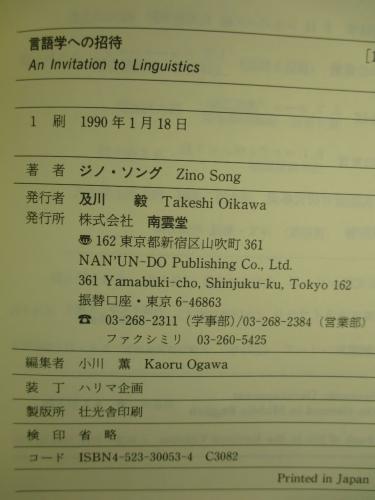 言語学への招待 [1
An Invitation to Linguistics
1 刷 1990年1月18日
著 者 ジノ・ソング Zino Song
発行者 及川 毅 Takeshi Oikawa
発行所 株式会社 南雲堂
〠 162 東京都新宿区山吹町 361
NAN'UN-DO Publishing Co., Ltd.
361 Yamabuki-cho, Shinjuku-ku, Tokyo 162
振替口座・東京 6-46863
☎ 03-268-2311 (学事部)/03-268-2384 (営業部)
ファクシミリ 03-260-5425
編集者 小川 薫 Kaoru Ogawa
装 丁 ハリマ企画
製版所 壮光舎印刷
検 印 省 略
コード ISBN4-523-30053-4 C3082
Printed in Japan